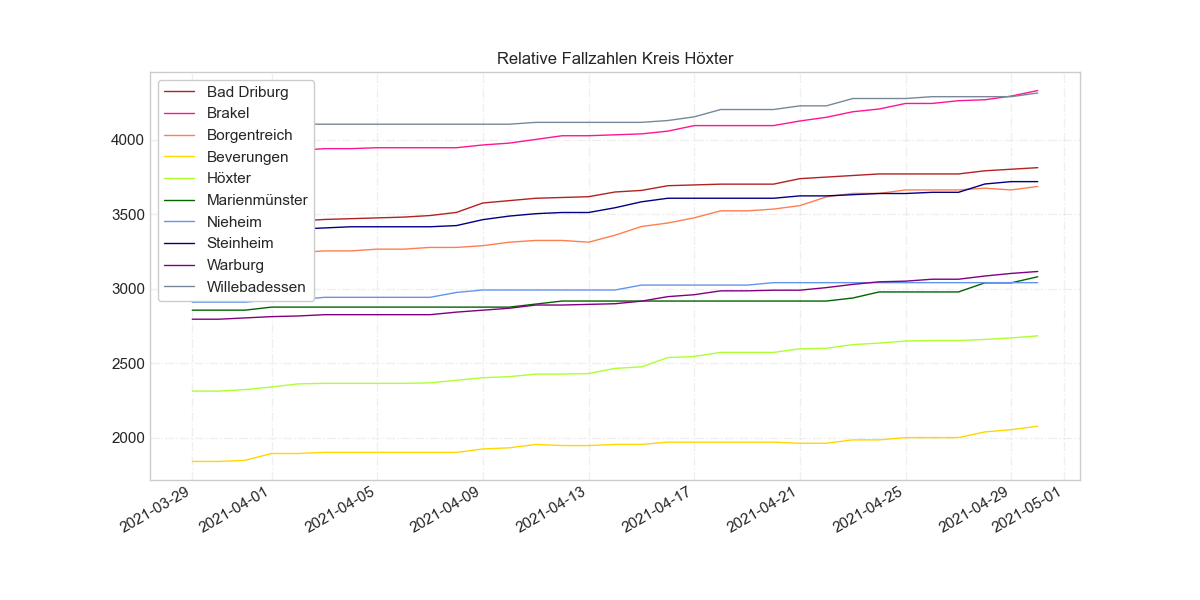 Relative Fallzahlen Kreis Höxter
Bad Driburg
Brakel
Borgentreich
Beverungen
Höxter
Marienmünster
Nieheim
Steinheim
Warburg
Willebadessen
4000
3500
3000
2500
2000
2021-03-29
2021-04-01
2021-04-05
2021-04-09
2021-04-13
2021-04-17
2021-04-21
2021-04-25
2021-04-29
2021-05-01